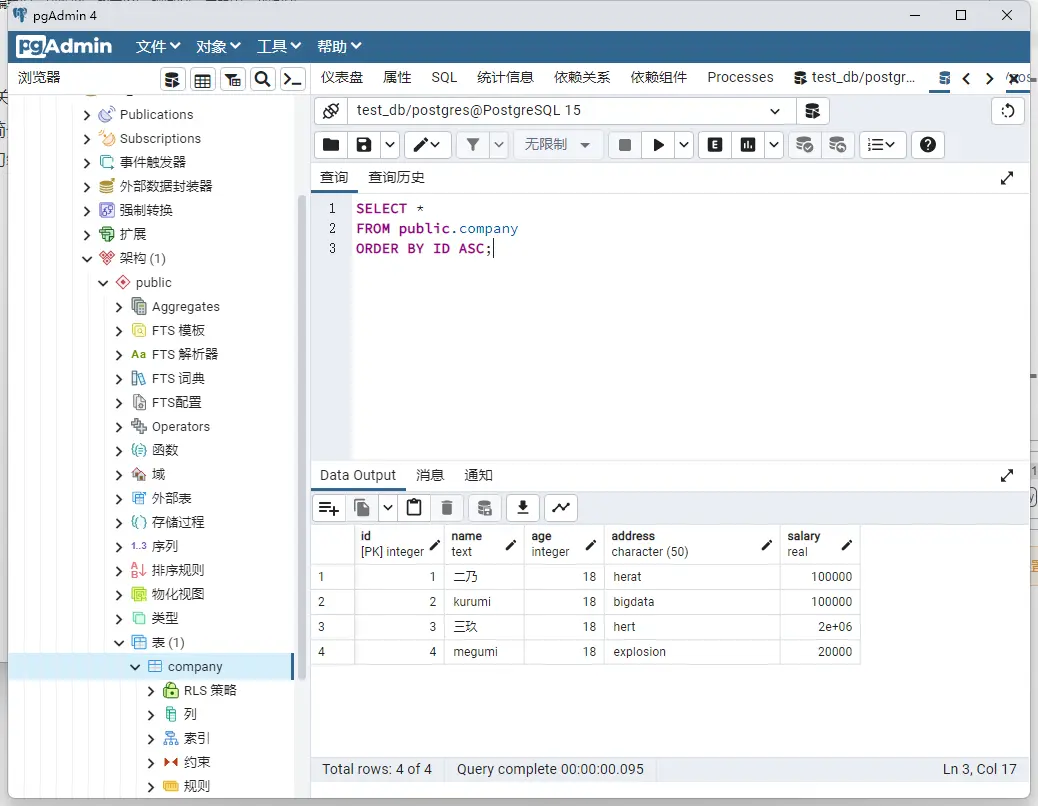 pgAdmin 4
pgAdmin 文件 对象 工具 帮助
浏览器
仪表盘 属性 SQL 统计信息 依赖关系 依赖组件 Processes test_db/postgr...
Publications
Subscriptions
事件触发器
外部数据封装器
强制转换
扩展
架构 (1)
public
Aggregates
FTS 模板
Aa FTS 解析器
FTS 词典
FTS配置
Operators
函数
域
外部表
存储过程
1..3 序列
排序规则
物化视图
类型
表 (1)
company
RLS 策略
列
索引
约束
规则
test_db/postgres@PostgreSQL 15
无限制
E
查询 查询历史
1 SELECT *
2 FROM public.company
3 ORDER BY ID ASC;
Data Output 消息 通知
id name age address salary
[PK] integer text integer character (50) real
1 1 二乃 18 herat 100000
2 2 kurumi 18 bigdata 100000
3 3 三玖 18 hert 2e+06
4 4 megumi 18 explosion 20000
Total rows: 4 of 4 Query complete 00:00:00.095 Ln 3, Col 17